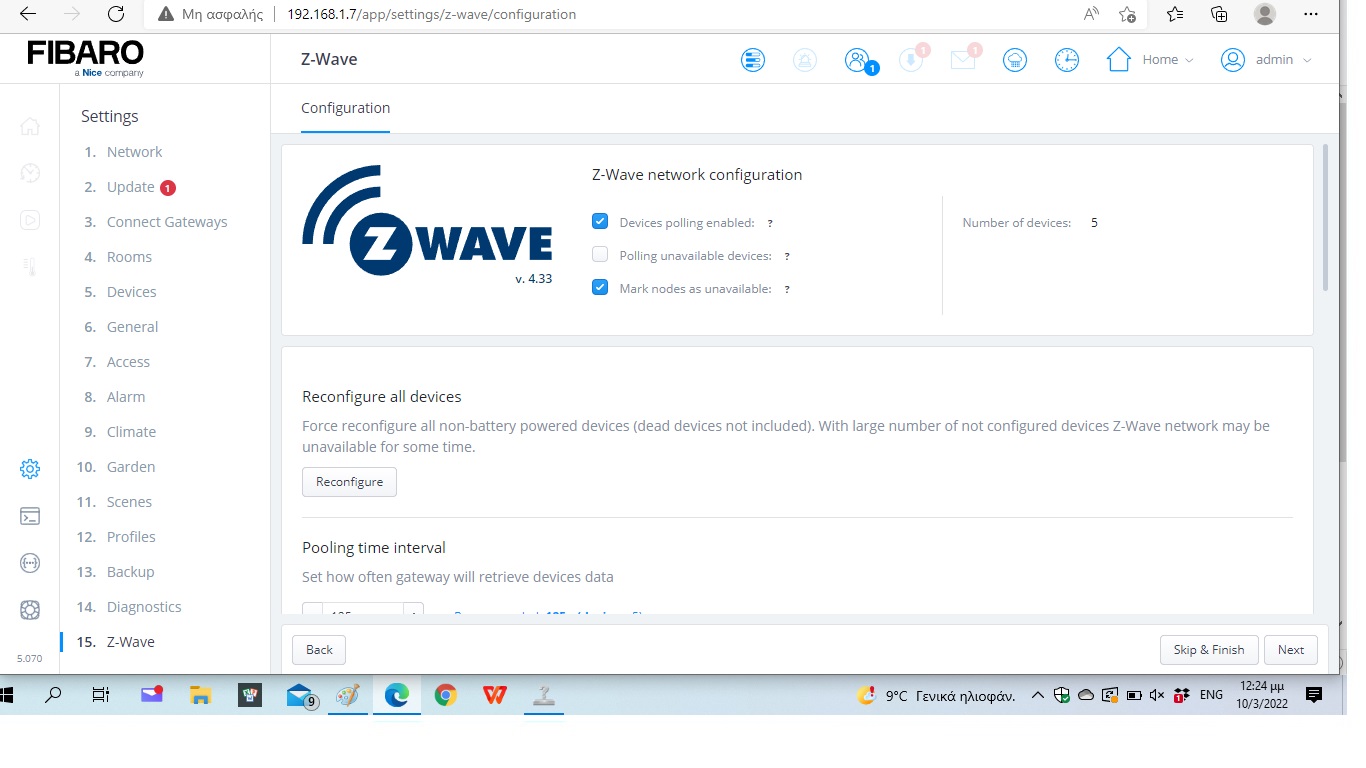 Μη ασφαλής
192.168.1.7/app/settings/z-wave/configuration
FIBARO
a Nice company
Z-Wave
1
1
1
Home
admin
Configuration
Settings
1. Network
2. Update 1
3. Connect Gateways
4. Rooms
5. Devices
6. General
7. Access
8. Alarm
9. Climate
10. Garden
11. Scenes
12. Profiles
13. Backup
14. Diagnostics
15. Z-Wave
5.070
Z WAVE
v. 4.33
Z-Wave network configuration
Devices polling enabled: ?
Polling unavailable devices: ?
Mark nodes as unavailable: ?
Number of devices: 5
Reconfigure all devices
Force reconfigure all non-battery powered devices (dead devices not included). With large number of not configured devices Z-Wave network may be
unavailable for some time.
Reconfigure
Pooling time interval
Set how often gateway will retrieve devices data
Back
Skip & Finish
Next
9
9°C Γενικά ηλιοφάν.
1
ENG
12:24 μμ
10/3/2022